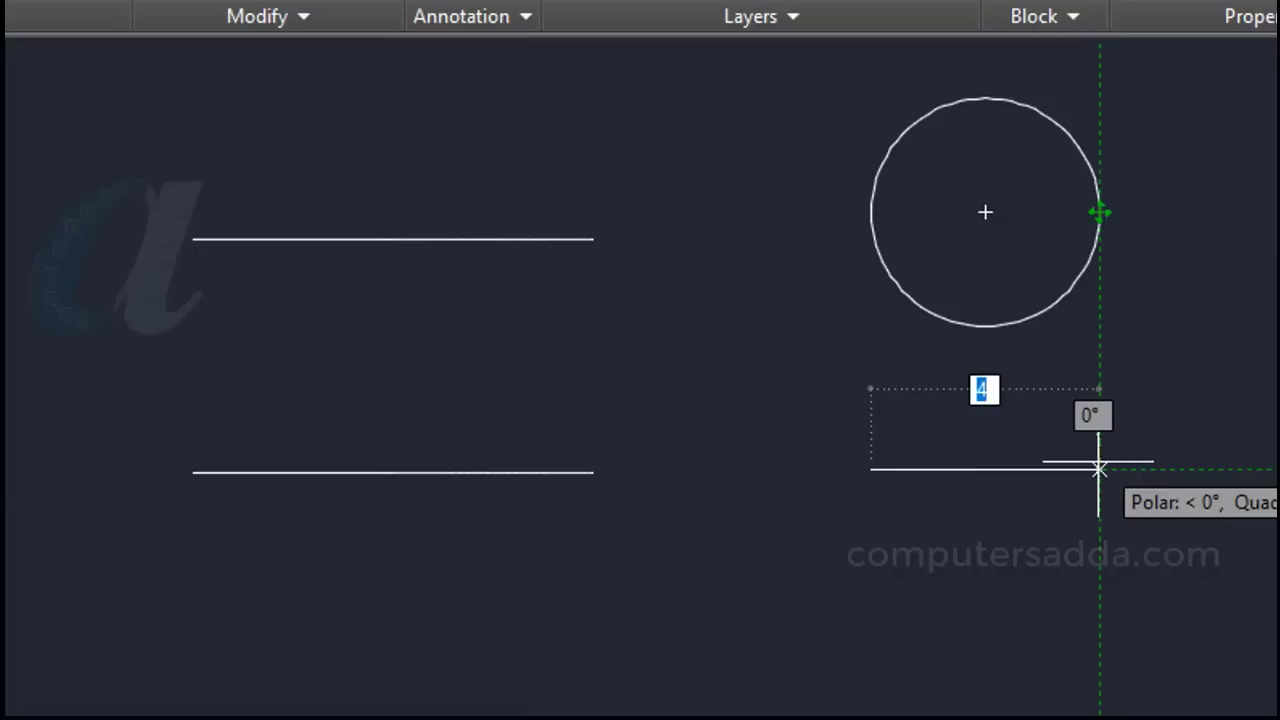 Modify Annotation Layers Block Prope
4
0°
Polar: < 0°, Quad
computersadda.com